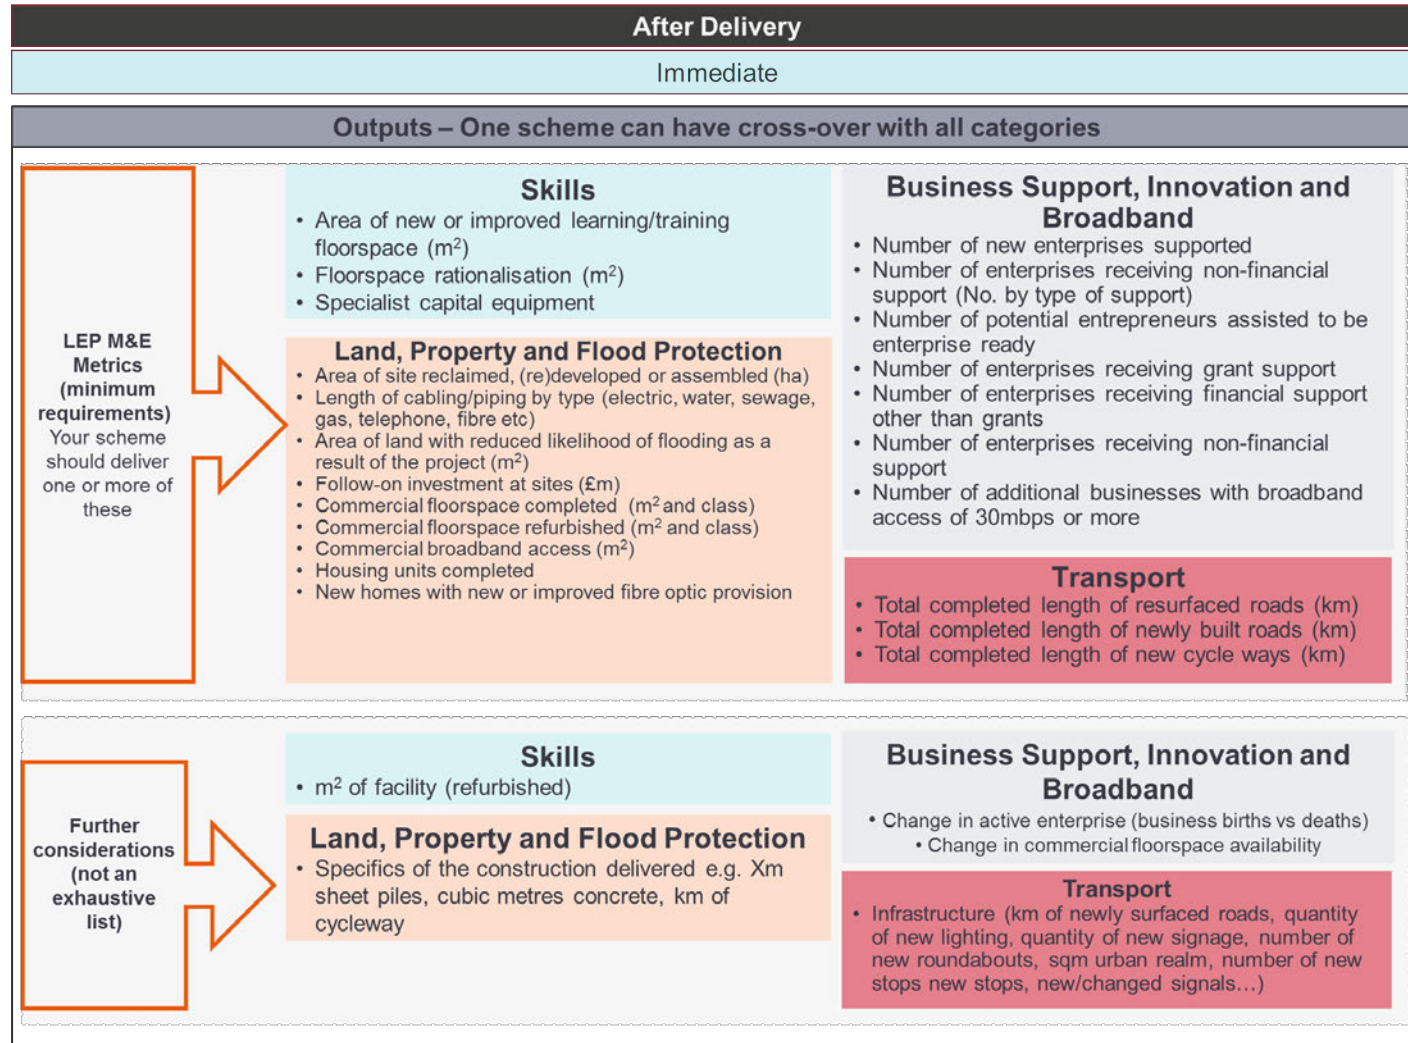 After Delivery
Immediate
Outputs – One scheme can have cross-over with all categories
LEP M&E
Metrics
(minimum
requirements)
Your scheme
should deliver
one or more of
these
Skills
• Area of new or improved learning/training
floorspace (m²)
• Floorspace rationalisation (m²)
• Specialist capital equipment
Land, Property and Flood Protection
• Area of site reclaimed, (re)developed or assembled (ha)
• Length of cabling/piping by type (electric, water, sewage,
gas, telephone, fibre etc)
• Area of land with reduced likelihood of flooding as a
result of the project (m²)
• Follow-on investment at sites (£m)
• Commercial floorspace completed (m² and class)
• Commercial floorspace refurbished (m² and class)
• Commercial broadband access (m²)
• Housing units completed
• New homes with new or improved fibre optic provision
Business Support, Innovation and
Broadband
• Number of new enterprises supported
• Number of enterprises receiving non-financial
support (No. by type of support)
• Number of potential entrepreneurs assisted to be
enterprise ready
• Number of enterprises receiving grant support
• Number of enterprises receiving financial support
other than grants
• Number of enterprises receiving non-financial
support
• Number of additional businesses with broadband
access of 30mbps or more
Transport
• Total completed length of resurfaced roads (km)
• Total completed length of newly built roads (km)
• Total completed length of new cycle ways (km)
Further
considerations
(not an
exhaustive
list)
Skills
• m² of facility (refurbished)
Land, Property and Flood Protection
• Specifics of the construction delivered e.g. Xm
sheet piles, cubic metres concrete, km of
cycleway
Business Support, Innovation and
Broadband
• Change in active enterprise (business births vs deaths)
• Change in commercial floorspace availability
Transport
• Infrastructure (km of newly surfaced roads, quantity
of new lighting, quantity of new signage, number of
new roundabouts, sqm urban realm, number of new
stops new stops, new/changed signals…)